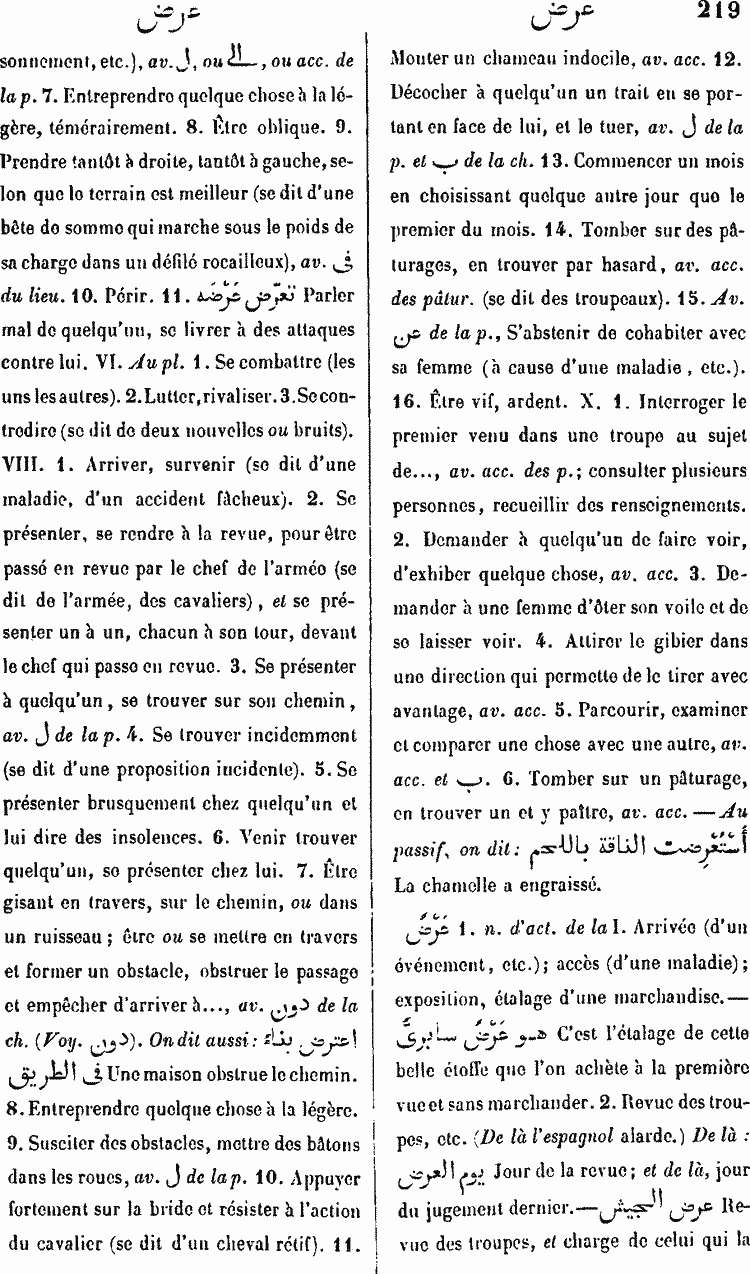 عرض
عرض 219
sonnement, etc.), av. ل, ou إلى, ou acc. de
la p. 7. Entreprendre quelque chose à la lé-
gère, témérairement. 8. Être oblique. 9.
Prendre tantôt à droite, tantôt à gauche, se-
lon que le terrain est meilleur (se dit d'une
bête de somme qui marche sous le poids de
sa charge dans un défilé rocailleux), av. فى
du lieu. 10. Périr. 11. تعرّض عرضه Parler
mal de quelqu'un, se livrer à des attaques
contre lui. VI. Au pl. 1. Se combattre (les
uns les autres). 2. Lutter, rivaliser. 3. Se con-
tredire (se dit de deux nouvelles ou bruits).
VIII. 1. Arriver, survenir (se dit d'une
maladie, d'un accident fâcheux). 2. Se
présenter, se rendre à la revue, pour être
passé en revue par le chef de l'armée (se
dit de l'armée, des cavaliers), et se pré-
senter un à un, chacun à son tour, devant
le chef qui passe en revue. 3. Se présenter
à quelqu'un, se trouver sur son chemin,
av. ل de la p. 4. Se trouver incidemment
(se dit d'une proposition incidente). 5. Se
présenter brusquement chez quelqu'un et
lui dire des insolences. 6. Venir trouver
quelqu'un, se présenter chez lui. 7. Être
gisant en travers, sur le chemin, ou dans
un ruisseau; être ou se mettre en travers
et former un obstacle, obstruer le passage
et empêcher d'arriver à..., av. دون de la
ch. (Voy. دون). On dit aussi: اعترض بناء
فى الطريق Une maison obstrue le chemin.
8. Entreprendre quelque chose à la légère.
9. Susciter des obstacles, mettre des bâtons
dans les roues, av. ل de la p. 10. Appuyer
fortement sur la bride et résister à l'action
du cavalier (se dit d'un cheval rétif). 11.
Monter un chameau indocile, av. acc. 12.
Décocher à quelqu'un un trait en se por-
tant en face de lui, et le tuer, av. ل de la
p. et ب de la ch. 13. Commencer un mois
en choisissant quelque autre jour que le
premier du mois. 14. Tomber sur des pâ-
turages, en trouver par hasard, av. acc.
des pâtur. (se dit des troupeaux). 15. Av.
عن de la p., S'abstenir de cohabiter avec
sa femme (à cause d'une maladie, etc.).
16. Être vif, ardent. X. 1. Interroger le
premier venu dans une troupe au sujet
de..., av. acc. des p.; consulter plusieurs
personnes, recueillir des renseignements.
2. Demander à quelqu'un de faire voir,
d'exhiber quelque chose, av. acc. 3. De-
mander à une femme d'ôter son voile et de
se laisser voir. 4. Attirer le gibier dans
une direction qui permette de le tirer avec
avantage, av. acc. 5. Parcourir, examiner
et comparer une chose avec une autre, av.
acc. et ب. 6. Tomber sur un pâturage,
en trouver un et y paître, av. acc. — Au
passif, on dit: أُسْتُعْرِضت الناقة باللحم
La chamelle a engraissé.
عَرْضٌ 1. n. d'act. de la I. Arrivée (d'un
événement, etc.); accès (d'une maladie);
exposition, étalage d'une marchandise.—
هو عَرْضٌ سابرىٌّ C'est l'étalage de cette
belle étoffe que l'on achète à la première
vue et sans marchander. 2. Revue des trou-
pes, etc. (De là l'espagnol alarde.) De là:
يوم العرض Jour de la revue; et de là, jour
du jugement dernier.— عرض الجيش Re-
vue des troupes, et charge de celui qui la